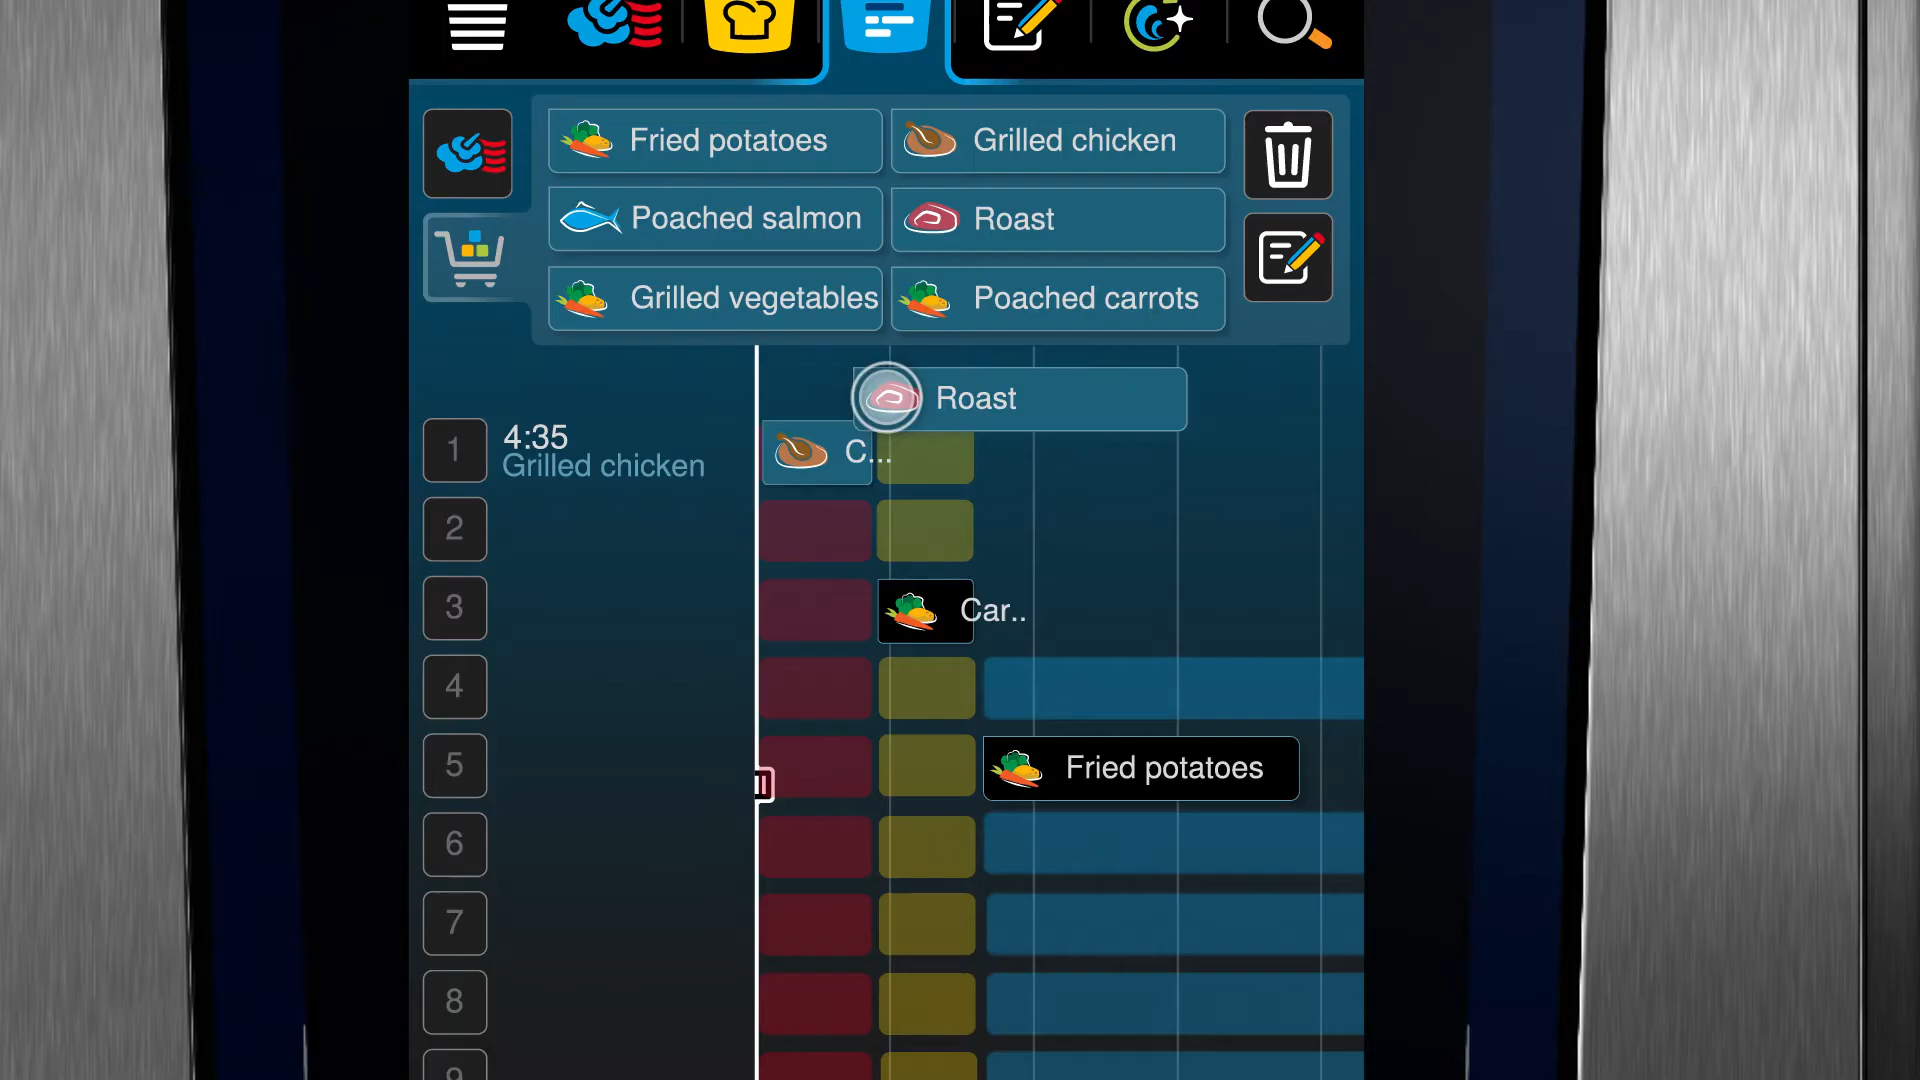 Fried potatoes
Grilled chicken
Poached salmon
Roast
Grilled vegetables
Poached carrots
Roast
1
4:35
Grilled chicken
C...
2
3
Car..
4
5
Fried potatoes
6
7
8
9